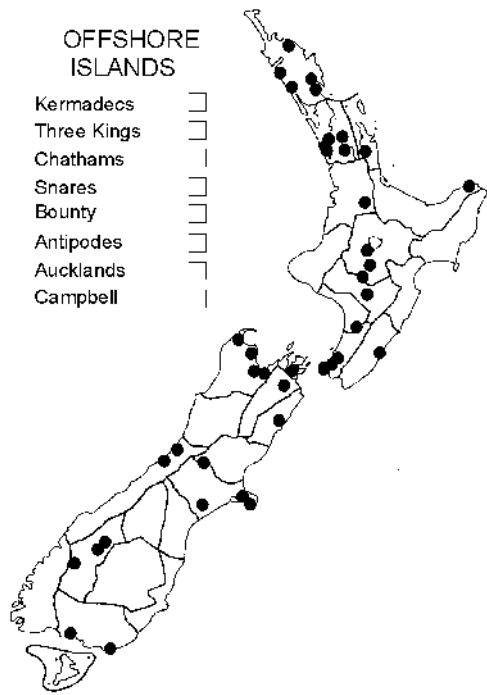 OFFSHORE
ISLANDS
Kermadecs
Three Kings
Chathams
Snares
Bounty
Antipodes
Aucklands
Campbell